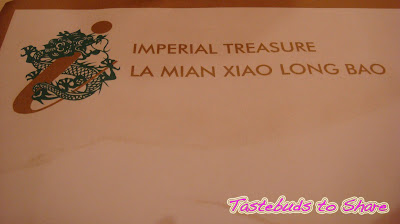 IMPERIAL TREASURE
LA MIAN XIAO LONG BAO
Tastebuds to Share